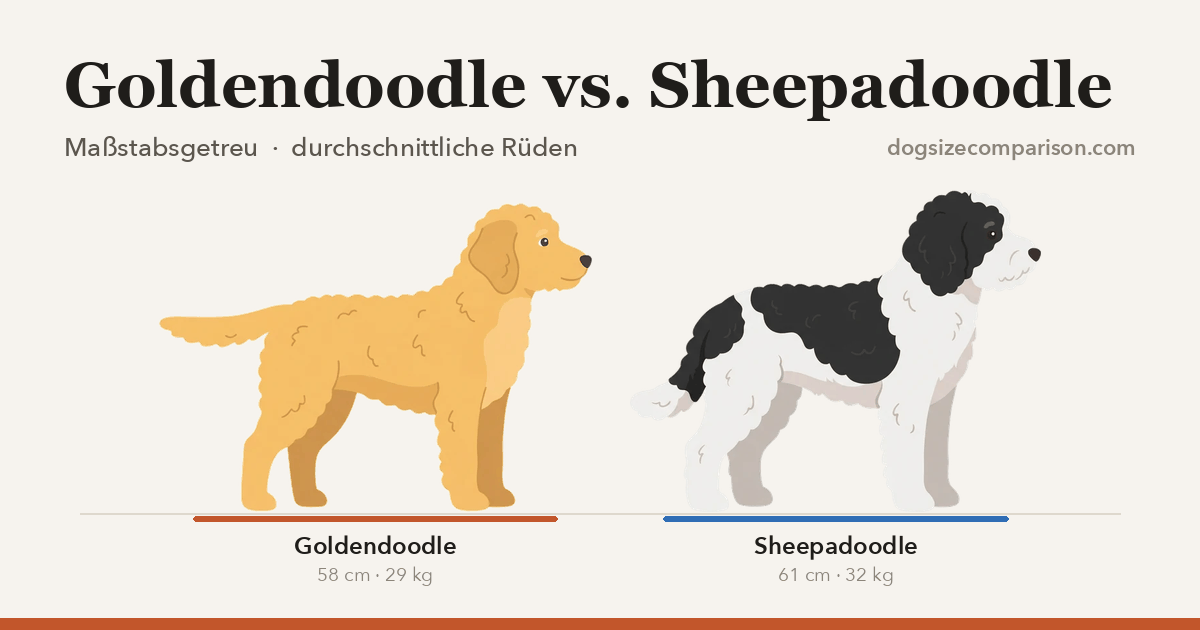 Goldendoodle vs. Sheepadoodle
Maßstabsgetreu · durchschnittliche Rüden
dogsizecomparison.com
Goldendoodle
58 cm · 29 kg
Sheepadoodle
61 cm · 32 kg